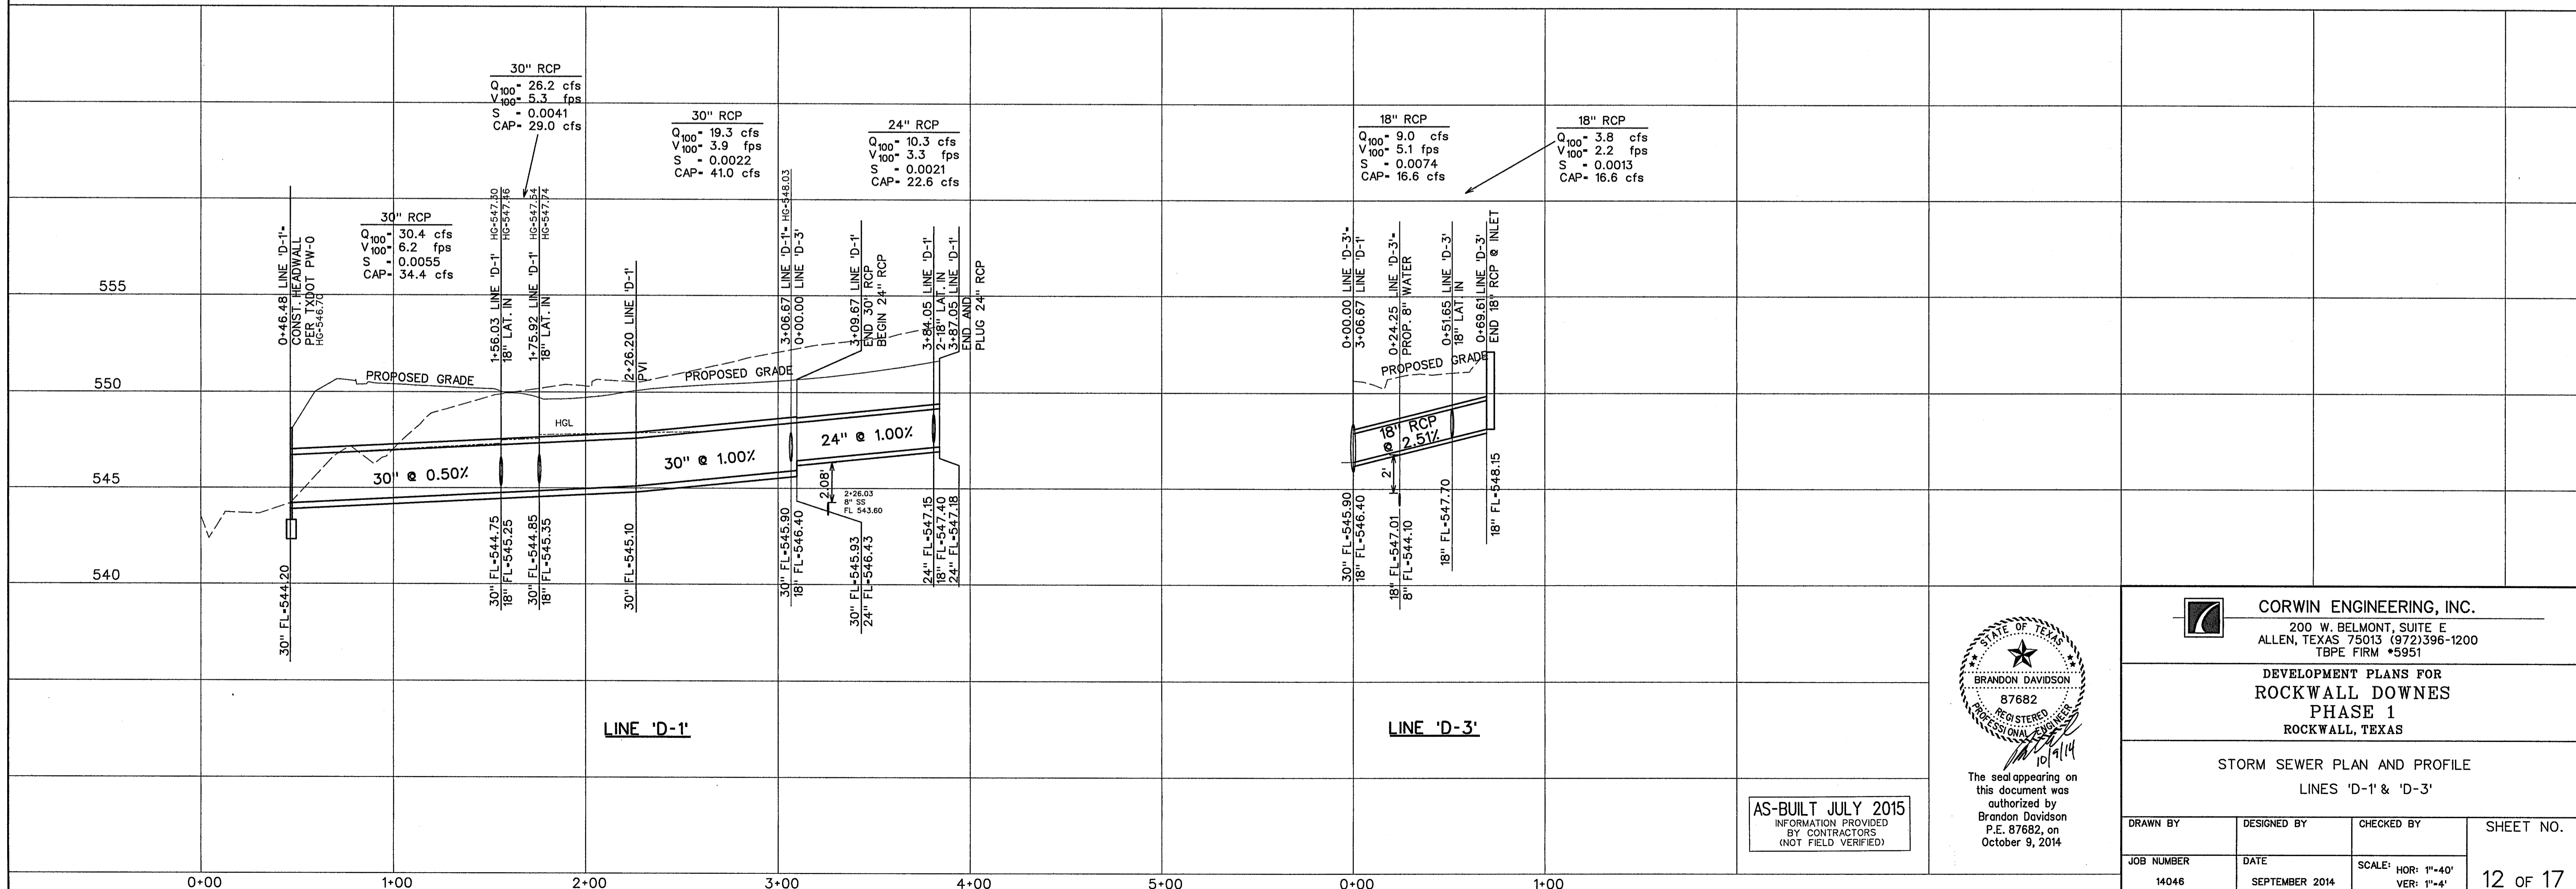 30" RCP
Q100= 26.2 cfs
V100= 5.3 fps
S = 0.0041
CAP= 29.0 cfs
30" RCP
Q100= 19.3 cfs
V100= 3.9 fps
S = 0.0022
CAP= 41.0 cfs
24" RCP
Q100= 10.3 cfs
V100= 3.3 fps
S = 0.0021
CAP= 22.6 cfs
18" RCP
Q100= 9.0 cfs
V100= 5.1 fps
S = 0.0074
CAP= 16.6 cfs
18" RCP
Q100= 3.8 cfs
V100= 2.2 fps
S = 0.0013
CAP= 16.6 cfs
30" RCP
Q100= 30.4 cfs
V100= 6.2 fps
S = 0.0055
CAP= 34.4 cfs
0+46.48 LINE 'D-1'=
CONST. HEADWALL
PER TXDOT PW-0
HG=546.70
1+56.03 LINE 'D-1' HG=547.30
18" LAT. IN HG=547.46
1+75.92 LINE 'D-1' HG=547.54
18" LAT. IN HG=547.74
2+26.20 LINE 'D-1'
PVI
3+06.67 LINE 'D-1'= HG=548.03
0+00.00 LINE 'D-3'
3+09.67 LINE 'D-1'
END 30" RCP
BEGIN 24" RCP
3+84.05 LINE 'D-1'
2-18" LAT. IN
3+87.05 LINE 'D-1'
END AND
PLUG 24" RCP
0+00.00 LINE 'D-3'=
3+06.67 LINE 'D-1'
0+24.25 LINE 'D-3'=
PROP. 8" WATER
0+51.65 LINE 'D-3'
18" LAT. IN
0+69.61 LINE 'D-3'
END 18" RCP @ INLET
555
550
545
540
PROPOSED GRADE
PROPOSED GRADE
PROPOSED GRADE
HGL
30" @ 0.50%
30" @ 1.00%
24" @ 1.00%
18" RCP
@ 2.51%
2.08'
2+26.03
8" SS
FL 543.60
2'
30" FL=544.20
30" FL=544.75
18" FL=545.25
30" FL=544.85
18" FL=545.35
30" FL=545.10
30" FL=545.90
18" FL=546.40
30" FL=545.93
24" FL=546.43
24" FL=547.15
18" FL=547.40
24" FL=547.18
30" FL=545.90
18" FL=546.40
18" FL=547.01
8" FL=544.10
18" FL=547.70
18" FL=548.15
LINE 'D-1'
LINE 'D-3'
0+00
1+00
2+00
3+00
4+00
5+00
0+00
1+00
AS-BUILT JULY 2015
INFORMATION PROVIDED
BY CONTRACTORS
(NOT FIELD VERIFIED)
STATE OF TEXAS
BRANDON DAVIDSON
87682
REGISTERED
PROFESSIONAL ENGINEER
10/9/14
The seal appearing on
this document was
authorized by
Brandon Davidson
P.E. 87682, on
October 9, 2014
CORWIN ENGINEERING, INC.
200 W. BELMONT, SUITE E
ALLEN, TEXAS 75013 (972)396-1200
TBPE FIRM #5951
DEVELOPMENT PLANS FOR
ROCKWALL DOWNES
PHASE 1
ROCKWALL, TEXAS
STORM SEWER PLAN AND PROFILE
LINES 'D-1' & 'D-3'
DRAWN BY
DESIGNED BY
CHECKED BY
SHEET NO.
JOB NUMBER
14046
DATE
SEPTEMBER 2014
SCALE: HOR: 1"=40'
VER: 1"=4'
12 OF 17